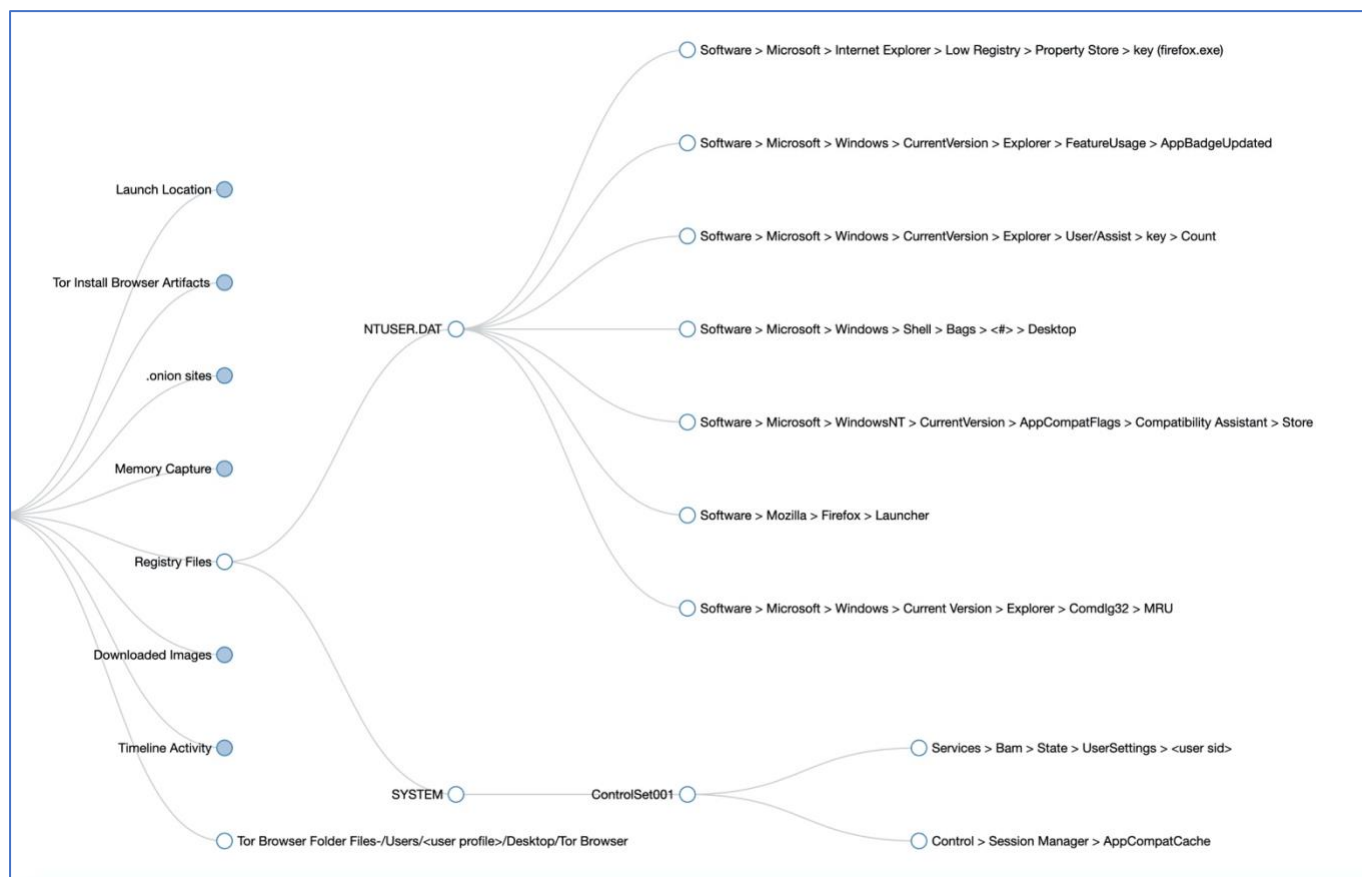 Software > Microsoft > Internet Explorer > Low Registry > Property Store > key (firefox.exe)
Software > Microsoft > Windows > CurrentVersion > Explorer > FeatureUsage > AppBadgeUpdated
Launch Location
Software > Microsoft > Windows > CurrentVersion > Explorer > User/Assist > key > Count
Tor Install Browser Artifacts
NTUSER.DAT
Software > Microsoft > Windows > Shell > Bags > <#> > Desktop
.onion sites
Software > Microsoft > WindowsNT > CurrentVersion > AppCompatFlags > Compatibility Assistant > Store
Memory Capture
Software > Mozilla > Firefox > Launcher
Registry Files
Software > Microsoft > Windows > Current Version > Explorer > Comdlg32 > MRU
Downloaded Images
Timeline Activity
Services > Bam > State > UserSettings > <user sid>
SYSTEM
ControlSet001
Tor Browser Folder Files-/Users/<user profile>/Desktop/Tor Browser
Control > Session Manager > AppCompatCache